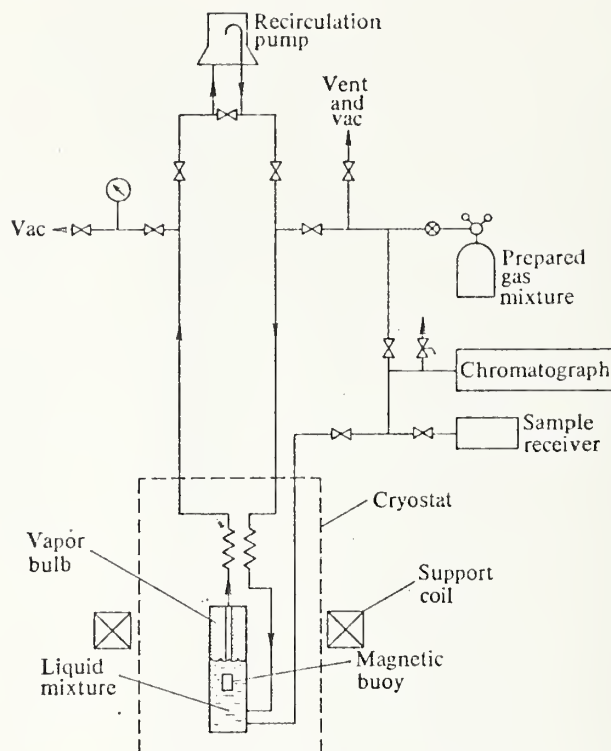 Recirculation
pump
Vent
and
vac
Vac
Prepared
gas
mixture
Chromatograph
Sample
receiver
Cryostat
Vapor
bulb
Support
coil
Liquid
mixture
Magnetic
buoy